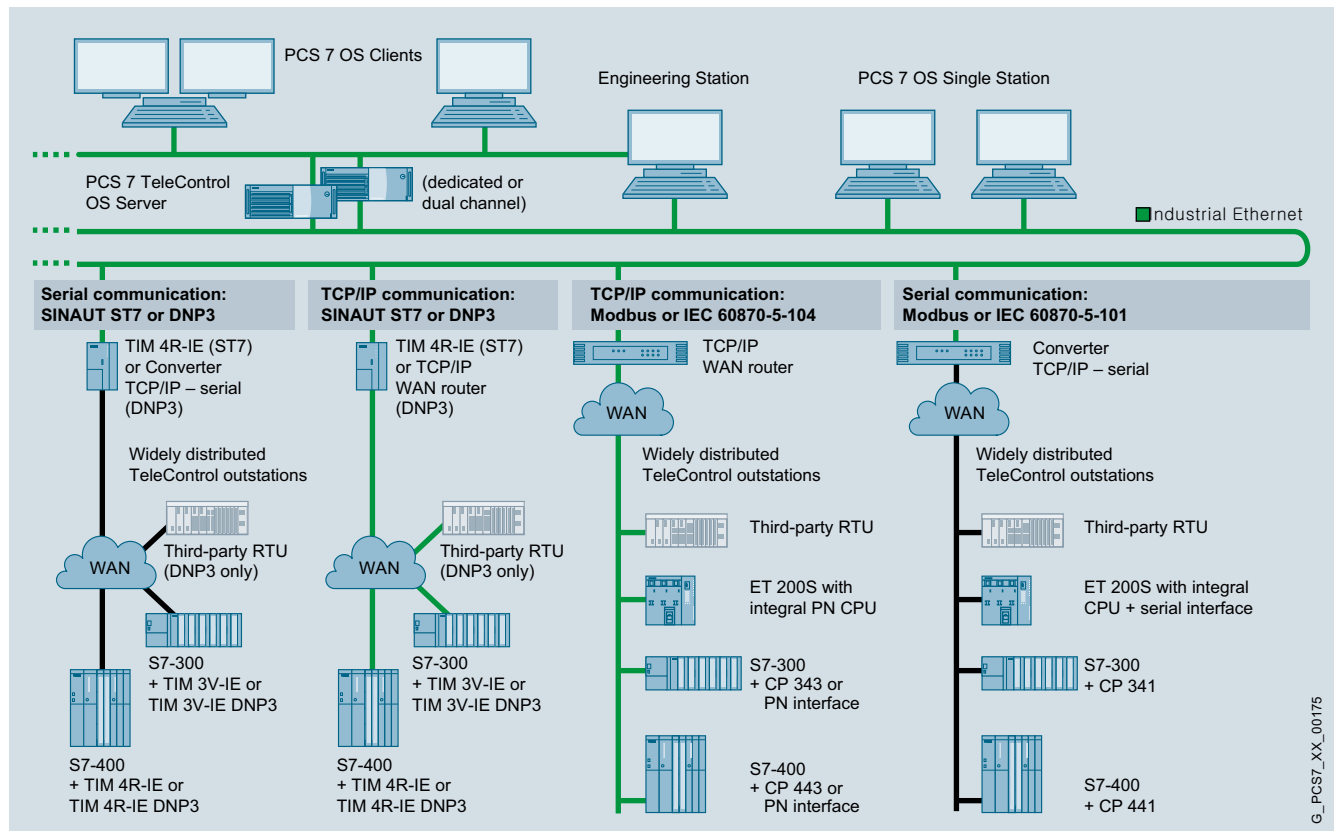 PCS 7 OS Clients
Engineering Station
PCS 7 OS Single Station
PCS 7 TeleControl
OS Server
(dedicated or
dual channel)
ndustrial Ethernet
Serial communication:
SINAUT ST7 or DNP3
TIM 4R-IE (ST7)
or Converter
TCP/IP – serial
(DNP3)
Widely distributed
TeleControl outstations
WAN
Third-party RTU
(DNP3 only)
S7-300
+ TIM 3V-IE or
TIM 3V-IE DNP3
S7-400
+ TIM 4R-IE or
TIM 4R-IE DNP3
TCP/IP communication:
SINAUT ST7 or DNP3
TIM 4R-IE (ST7)
or TCP/IP
WAN router
(DNP3)
WAN
Third-party RTU
(DNP3 only)
S7-300
+ TIM 3V-IE or
TIM 3V-IE DNP3
S7-400
+ TIM 4R-IE or
TIM 4R-IE DNP3
TCP/IP communication:
Modbus or IEC 60870-5-104
TCP/IP
WAN router
WAN
Widely distributed
TeleControl outstations
Third-party RTU
ET 200S with
integral PN CPU
S7-300
+ CP 343 or
PN interface
S7-400
+ CP 443 or
PN interface
Serial communication:
Modbus or IEC 60870-5-101
Converter
TCP/IP – serial
WAN
Widely distributed
TeleControl outstations
Third-party RTU
ET 200S with integral
CPU + serial interface
S7-300
+ CP 341
S7-400
+ CP 441
G_PCS7_XX_00175